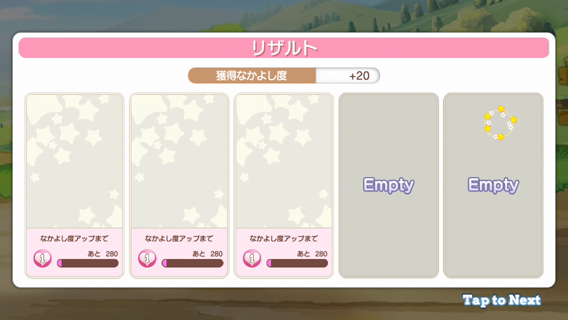 リザルト
獲得なかよし度 +20
なかよし度アップまで
1 あと 280
なかよし度アップまで
1 あと 280
なかよし度アップまで
1 あと 280
Empty
Empty
Tap to Next